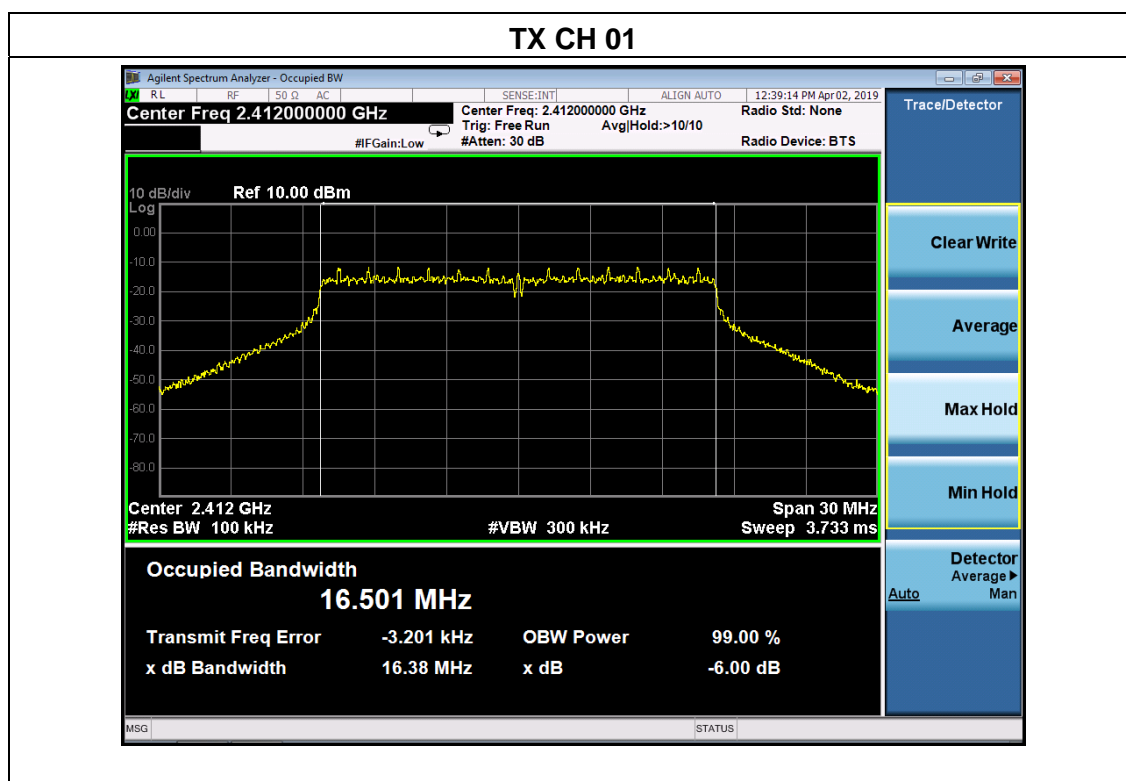 TX CH 01
Agilent Spectrum Analyzer - Occupied BW
LXI RL RF 50 Ω AC SENSE:INT ALIGN AUTO 12:39:14 PM Apr 02, 2019
Center Freq 2.412000000 GHz
Center Freq: 2.412000000 GHz Radio Std: None
Trig: Free Run Avg|Hold:>10/10
#IFGain:Low #Atten: 30 dB Radio Device: BTS
10 dB/div Ref 10.00 dBm
Log
0.00
-10.0
-20.0
-30.0
-40.0
-50.0
-60.0
-70.0
-80.0
Center 2.412 GHz Span 30 MHz
#Res BW 100 kHz #VBW 300 kHz Sweep 3.733 ms
Occupied Bandwidth
16.501 MHz
Transmit Freq Error -3.201 kHz OBW Power 99.00 %
x dB Bandwidth 16.38 MHz x dB -6.00 dB
MSG STATUS
Trace/Detector
Clear Write
Average
Max Hold
Min Hold
Detector
Average▶
Auto Man